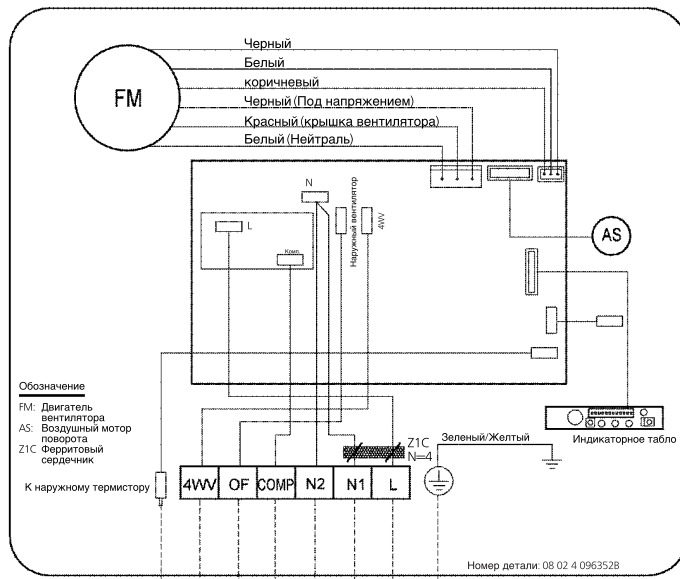 Черный
Белый
коричневый
Черный (Под напряжением)
Красный (крышка вентилятора)
Белый (Нейтраль)
FM
N
L
Комп.
Наружный вентилятор
4WV
AS
Обозначение
FM: Двигатель
вентилятора
AS: Воздушный мотор
поворота
Z1C Ферритовый
сердечник
Z1C
N=4
Зеленый/Желтый
Индикаторное табло
К наружному термистору
4WV
OF
COMP
N2
N1
L
Номер детали: 08 02 4 096352B